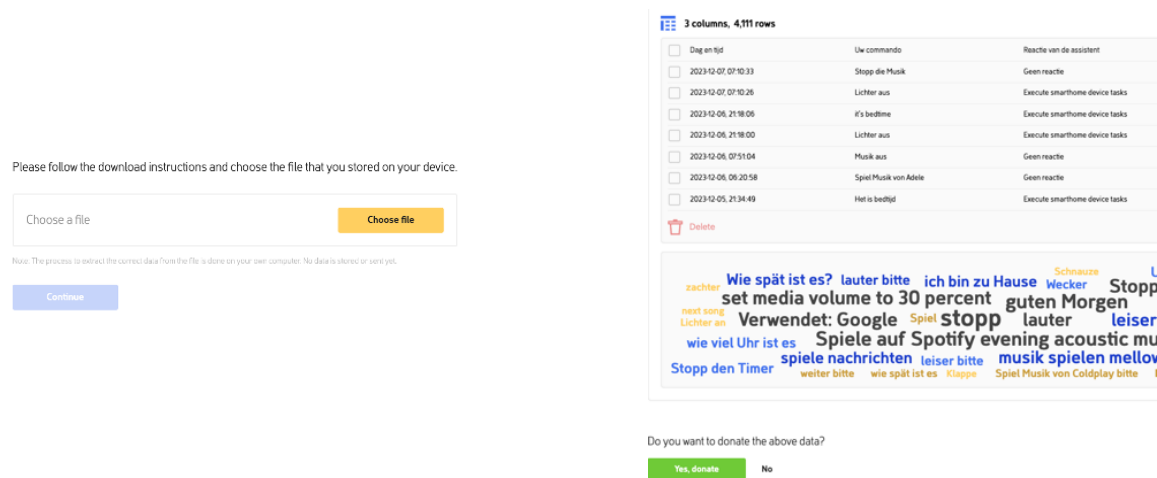 Please follow the download instructions and choose the file that you stored on your device.
Choose a file
Choose file
Note: The process to extract the correct data from the file is done on your own computer. No data is stored or sent yet.
Continue
3 columns, 4,111 rows
Dag en tijd Uw commando Reactie van de assistent
2023-12-07, 07:10:33 Stopp die Musik Geen reactie
2023-12-07, 07:10:26 Lichter aus Execute smarthome device tasks
2023-12-06, 21:18:06 it's bedtime Execute smarthome device tasks
2023-12-06, 21:18:00 Lichter aus Execute smarthome device tasks
2023-12-06, 07:51:04 Musik aus Geen reactie
2023-12-06, 06:20:58 Spiel Musik von Adele Geen reactie
2023-12-05, 21:34:49 Het is bedtijd Execute smarthome device tasks
Delete
Schnauze
zachter Wie spät ist es? lauter bitte ich bin zu Hause Wecker Stopp
set media volume to 30 percent guten Morgen
next song
Lichter an Verwendet: Google Spiel stopp lauter leiser
wie viel Uhr ist es Spiele auf Spotify evening acoustic mu
Stopp den Timer spiele nachrichten leiser bitte musik spielen mellow
weiter bitte wie spät ist es Klappe Spiel Musik von Coldplay bitte
Do you want to donate the above data?
Yes, donate No